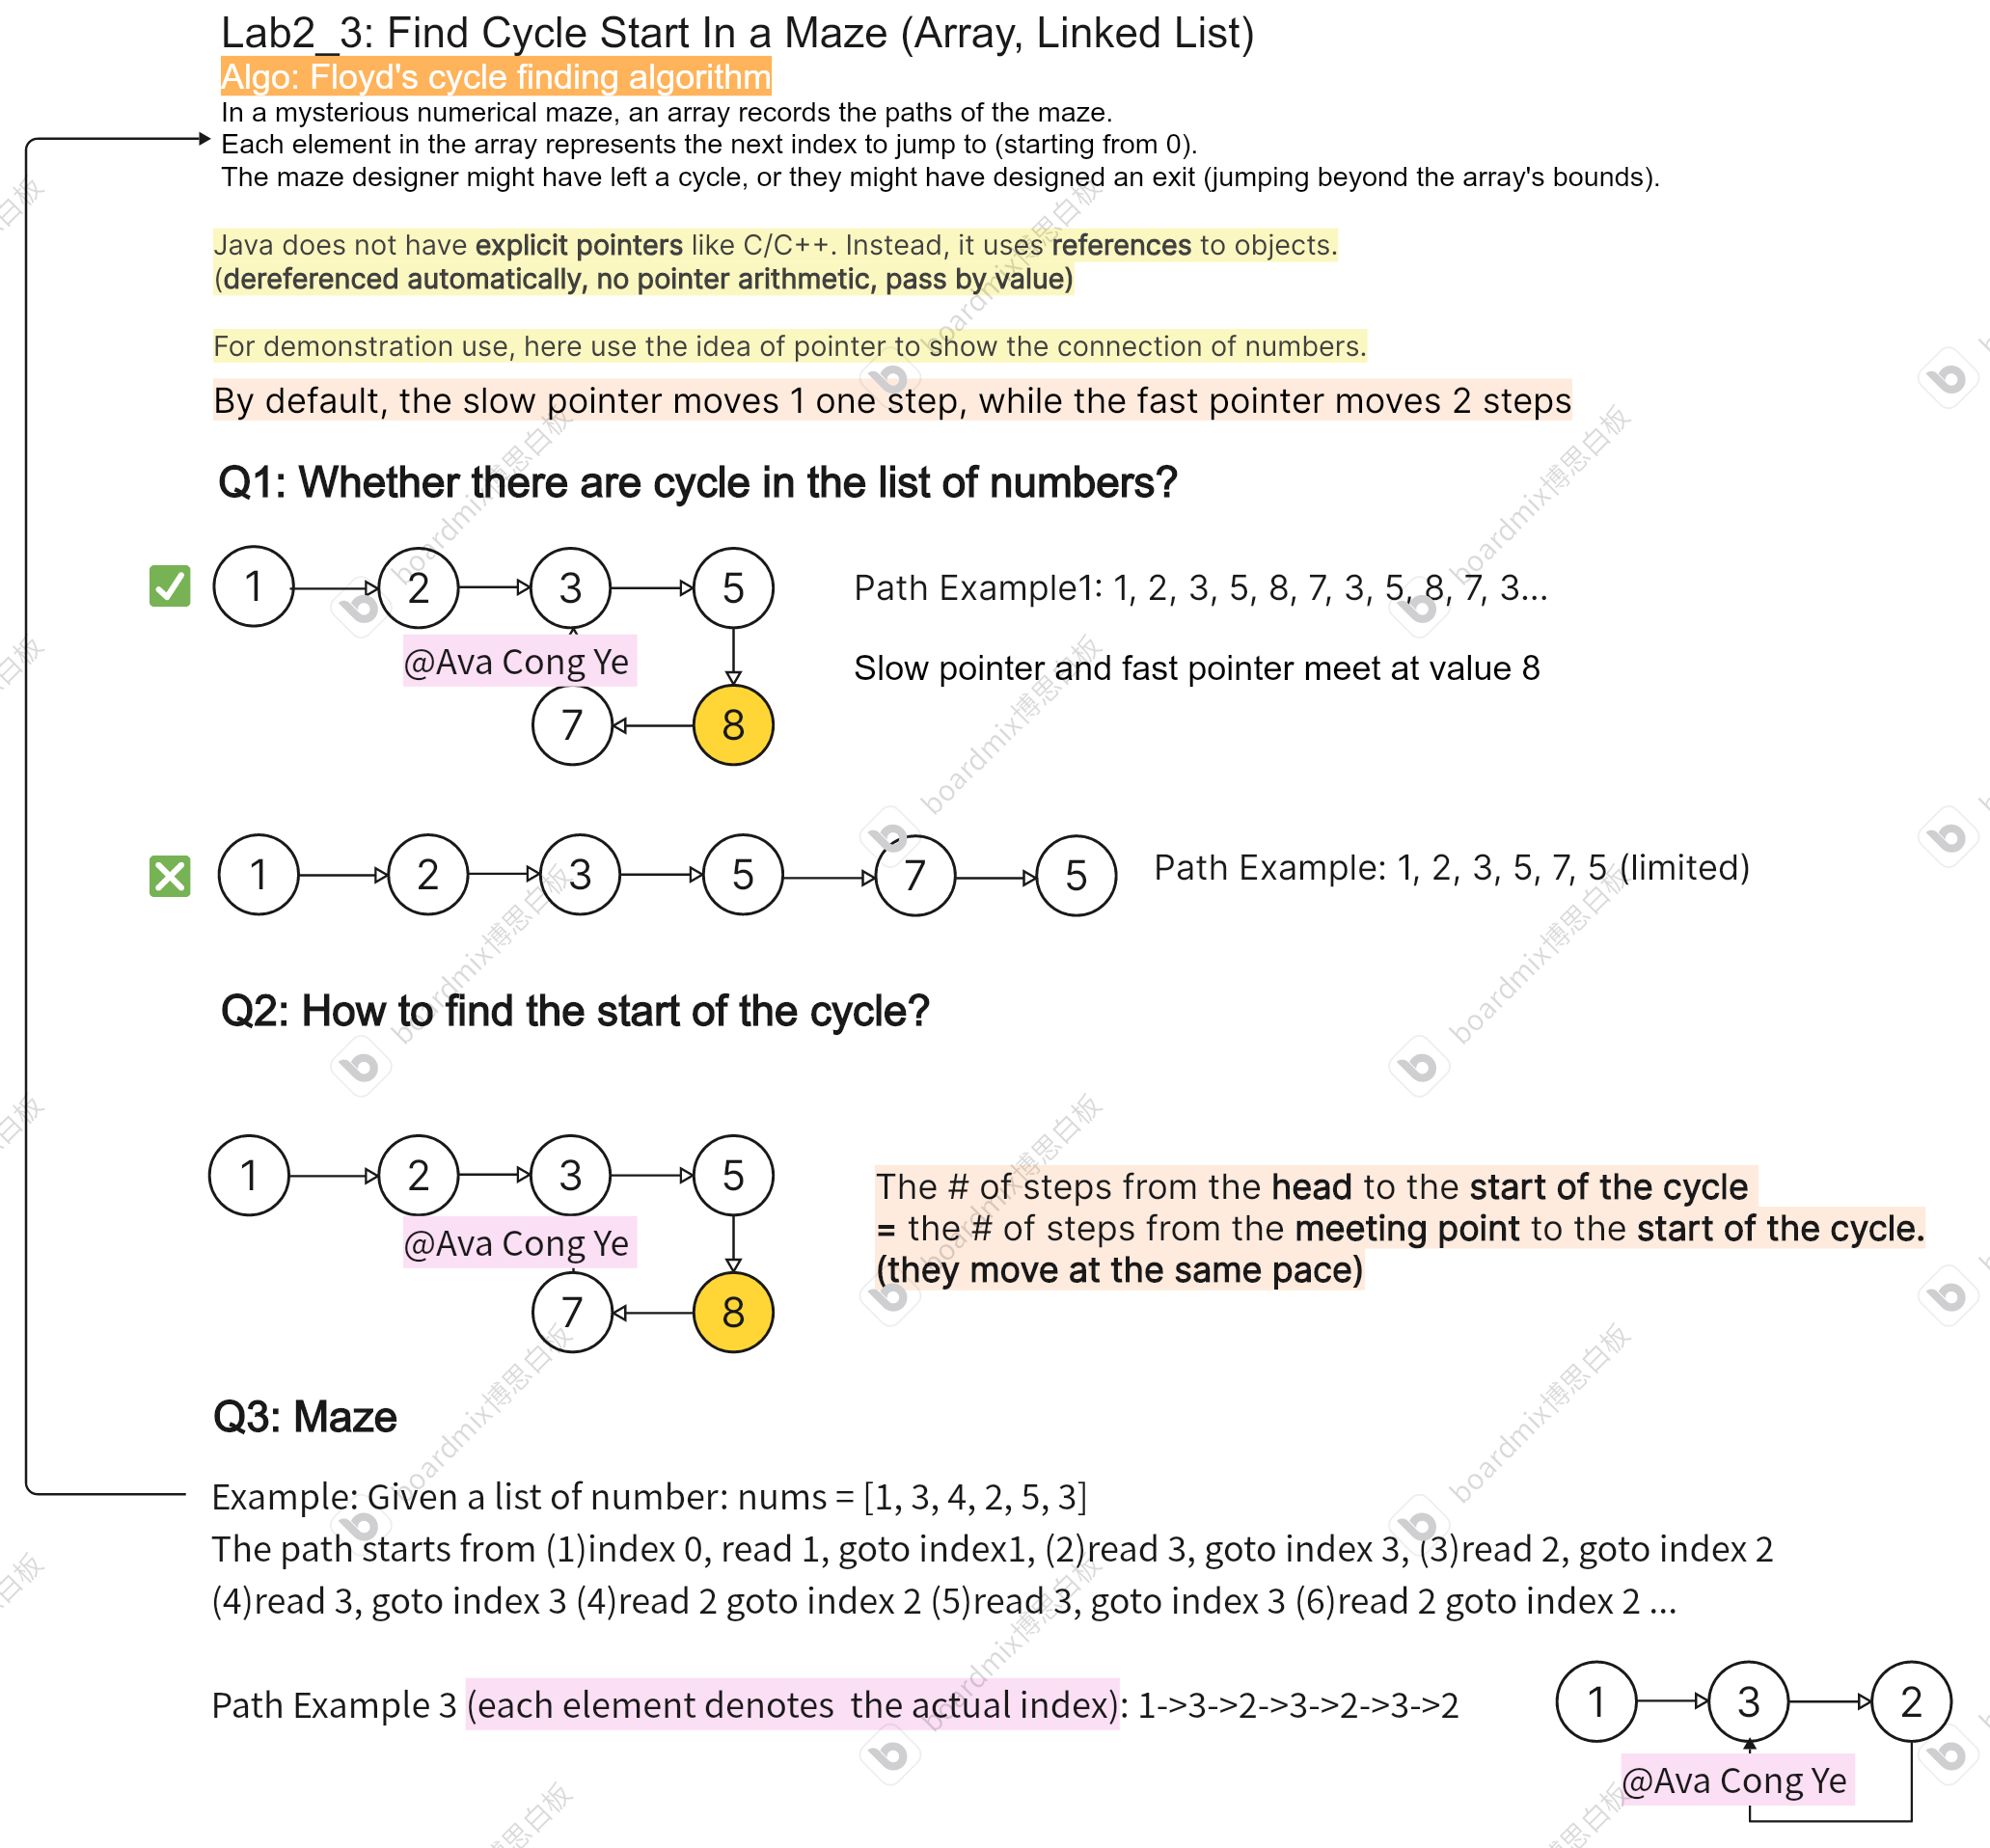 Lab2_3: Find Cycle Start In a Maze (Array, Linked List)
Algo: Floyd's cycle finding algorithm
In a mysterious numerical maze, an array records the paths of the maze.
Each element in the array represents the next index to jump to (starting from 0).
The maze designer might have left a cycle, or they might have designed an exit (jumping beyond the array's bounds).
Java does not have explicit pointers like C/C++. Instead, it uses references to objects.
(dereferenced automatically, no pointer arithmetic, pass by value)
For demonstration use, here use the idea of pointer to show the connection of numbers.
By default, the slow pointer moves 1 one step, while the fast pointer moves 2 steps
Q1: Whether there are cycle in the list of numbers?
1 2 3 5
Path Example1: 1, 2, 3, 5, 8, 7, 3, 5, 8, 7, 3...
@Ava Cong Ye
Slow pointer and fast pointer meet at value 8
7 8
1 2 3 5 7 5
Path Example: 1, 2, 3, 5, 7, 5 (limited)
Q2: How to find the start of the cycle?
1 2 3 5
@Ava Cong Ye
7 8
The # of steps from the head to the start of the cycle
= the # of steps from the meeting point to the start of the cycle.
(they move at the same pace)
Q3: Maze
Example: Given a list of number: nums = [1, 3, 4, 2, 5, 3]
The path starts from (1)index 0, read 1, goto index1, (2)read 3, goto index 3, (3)read 2, goto index 2
(4)read 3, goto index 3 (4)read 2 goto index 2 (5)read 3, goto index 3 (6)read 2 goto index 2 ...
Path Example 3 (each element denotes  the actual index): 1->3->2->3->2->3->2
1 3 2
@Ava Cong Ye
boardmix博思白板